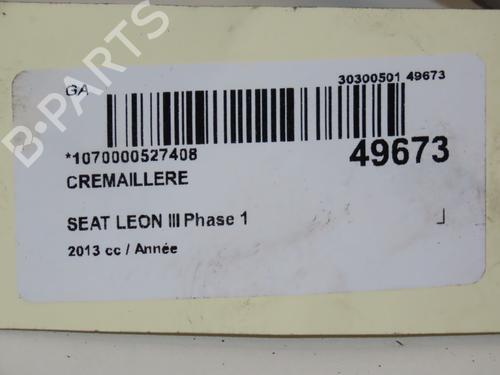 GA
30300501 49673
*1070000527408
49673
CREMAILLERE
SEAT LEON III Phase 1
2013 cc / Année
B-PARTS